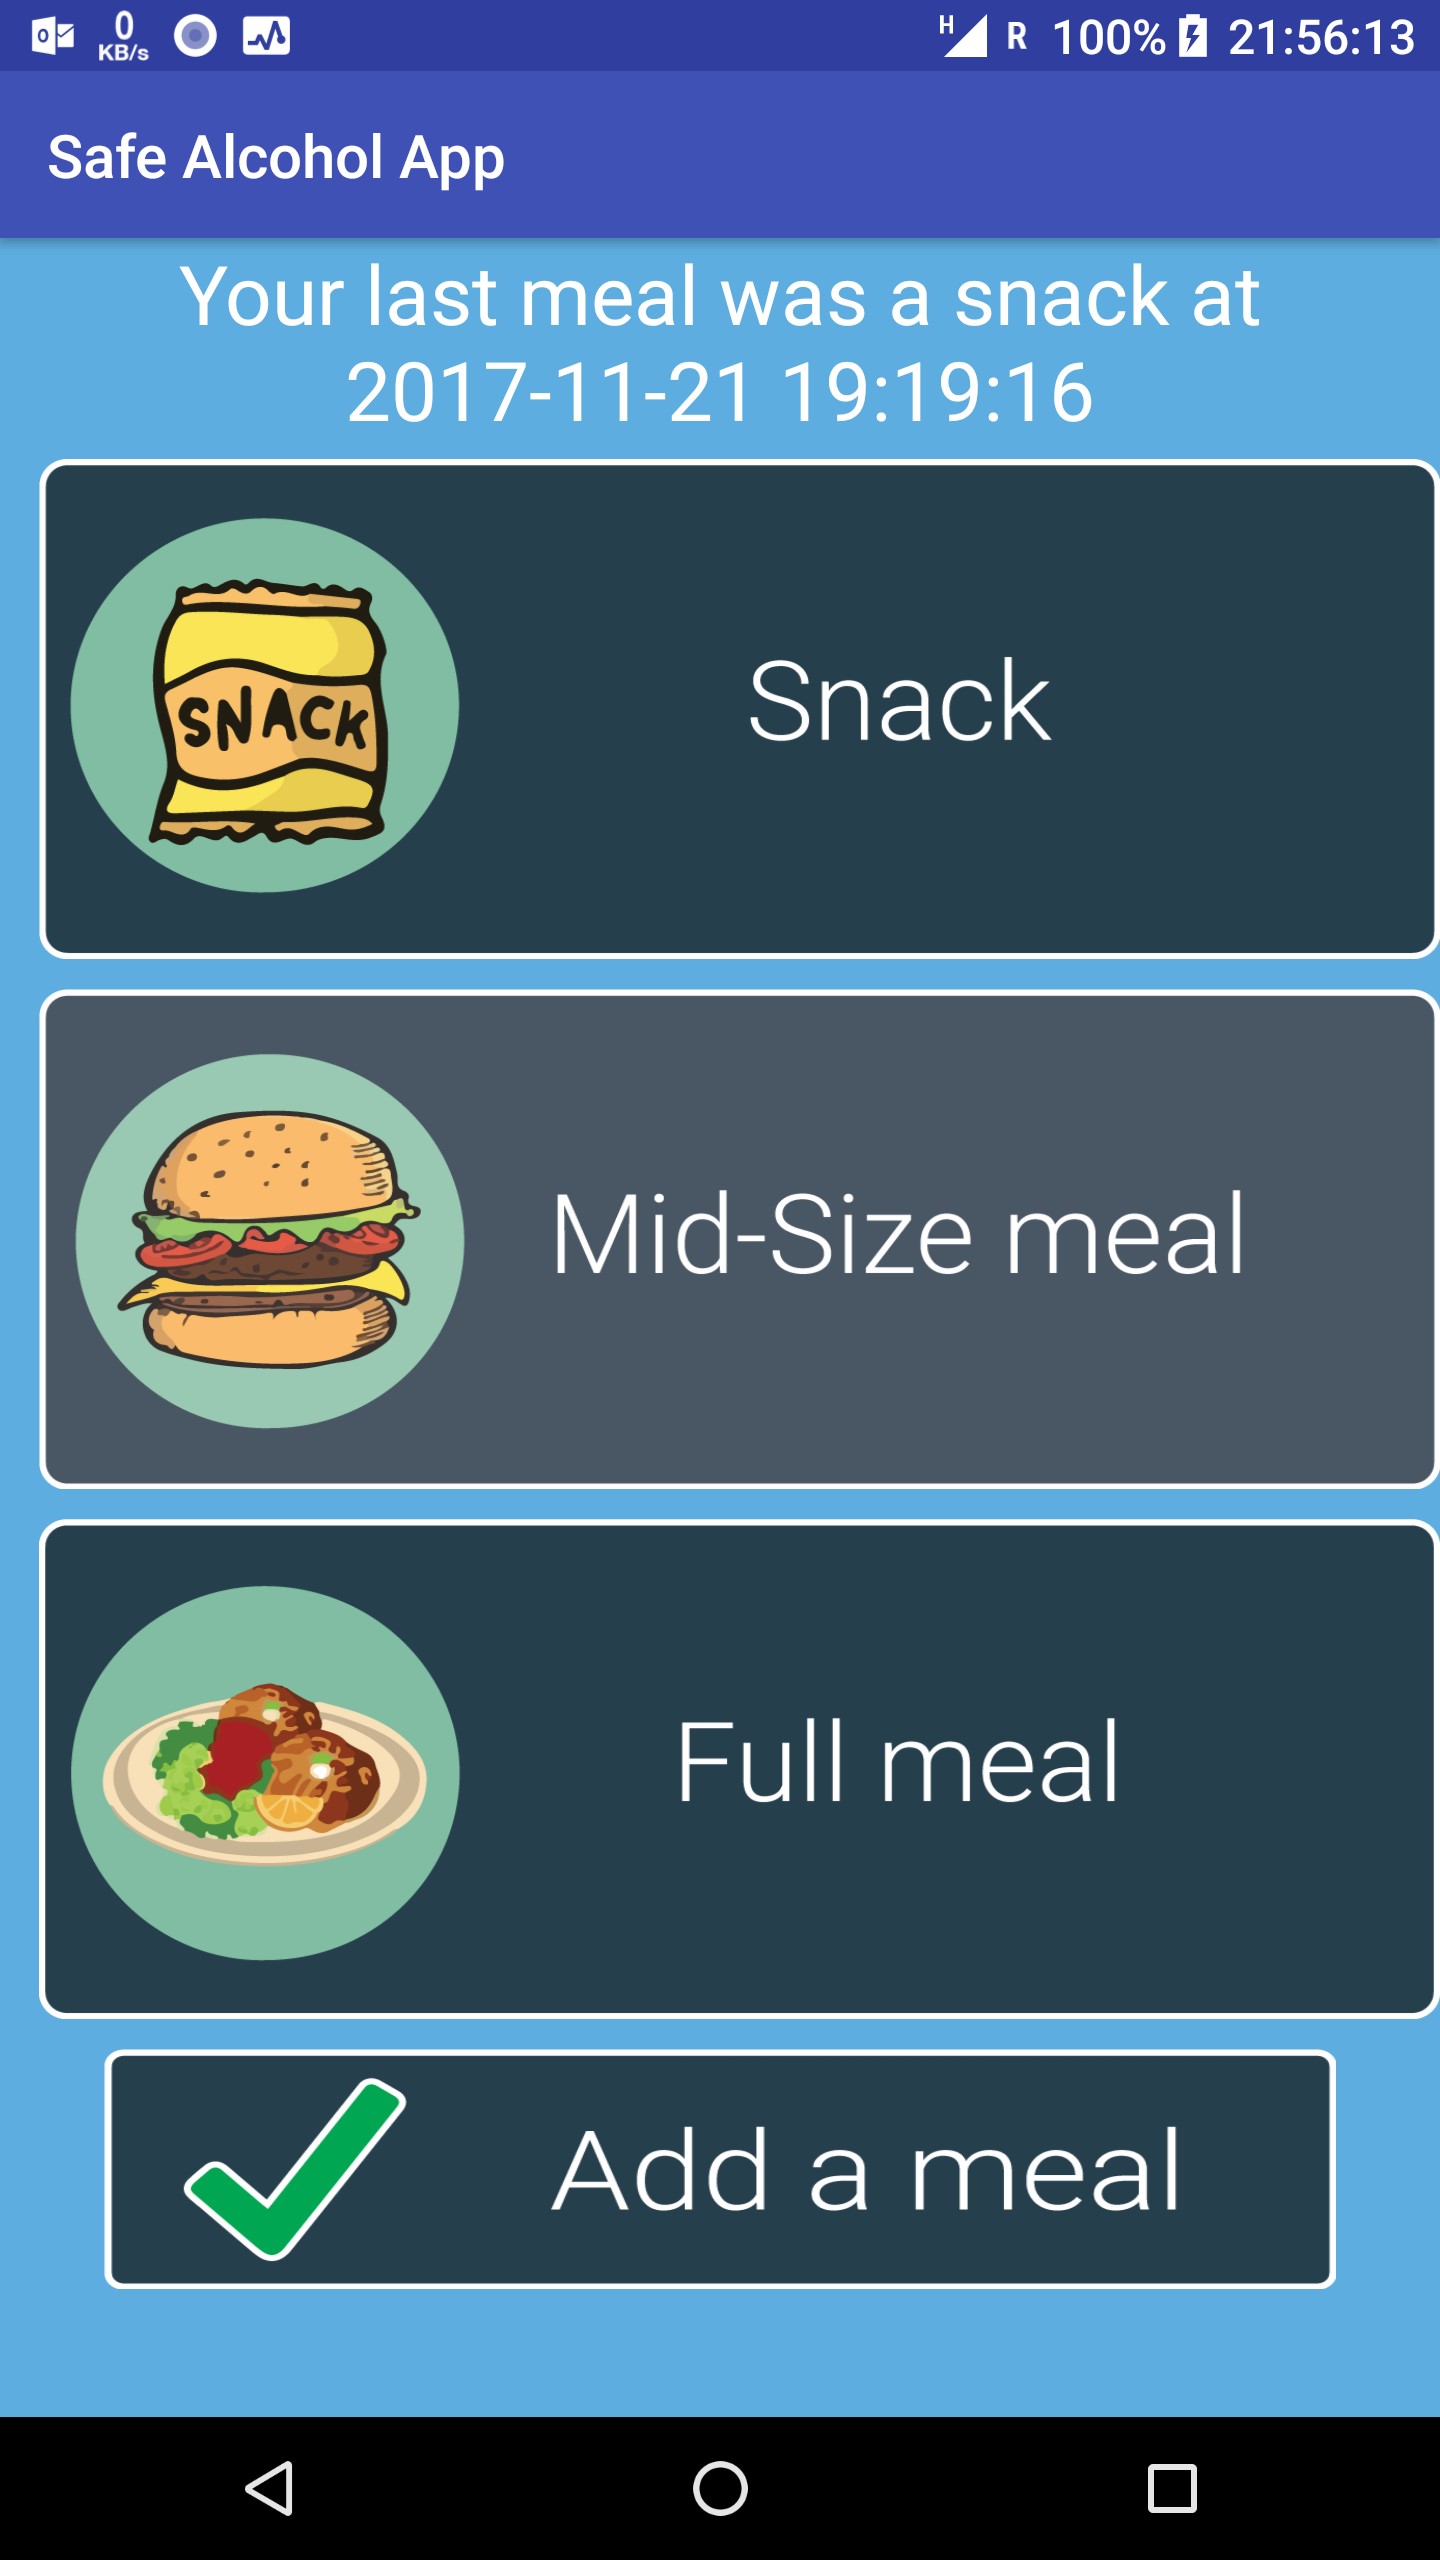 0
KB/s
H
R 100% 21:56:13
Safe Alcohol App
Your last meal was a snack at
2017-11-21 19:19:16
SNACK
Snack
Mid-Size meal
Full meal
Add a meal